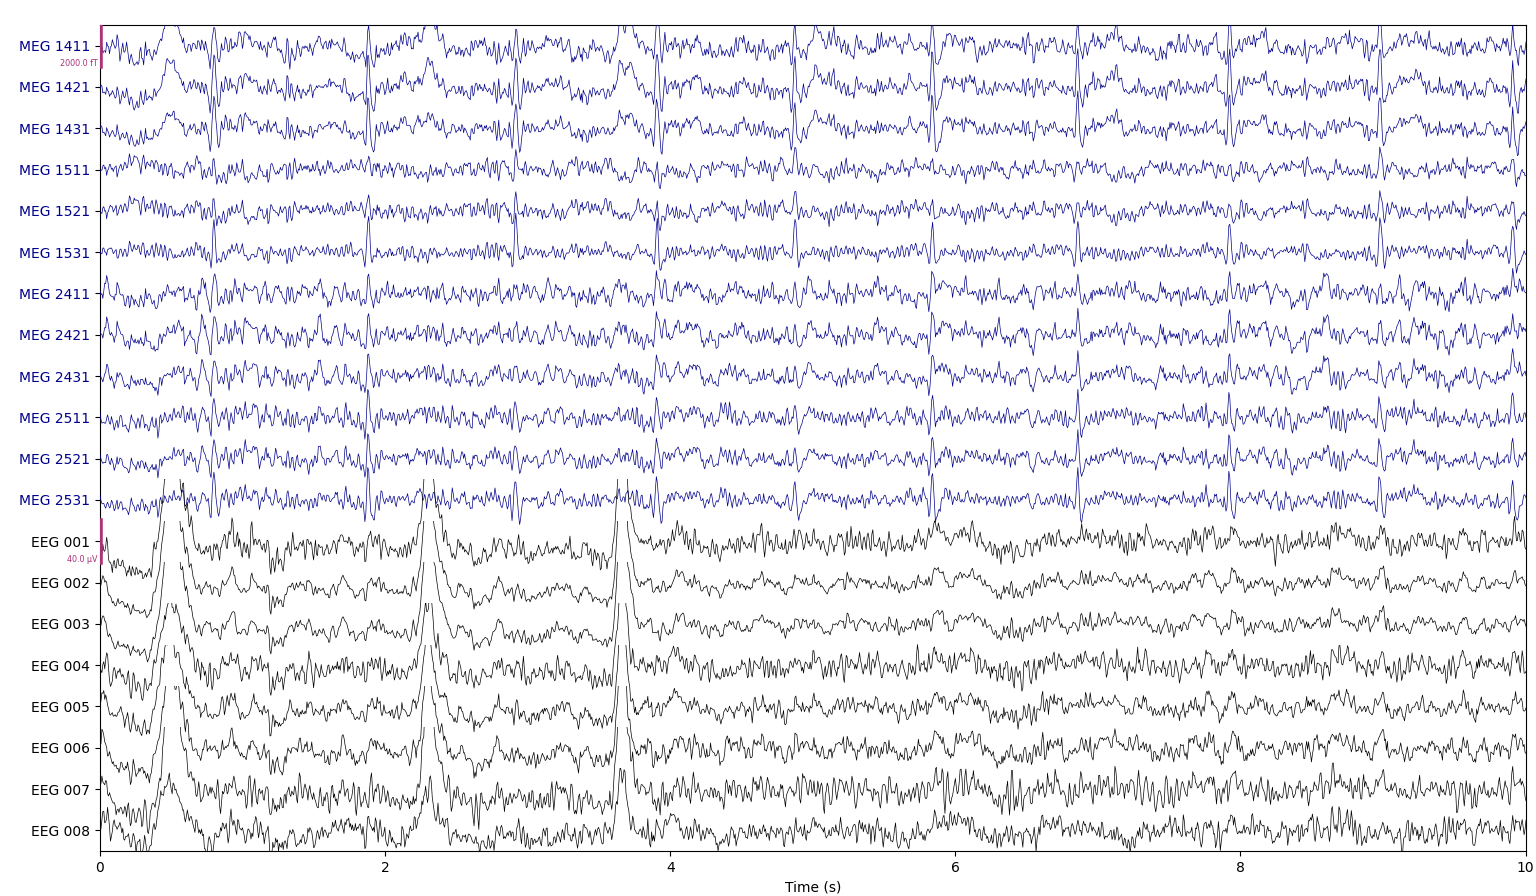 MEG 1411
2000.0 fT
MEG 1421
MEG 1431
MEG 1511
MEG 1521
MEG 1531
MEG 2411
MEG 2421
MEG 2431
MEG 2511
MEG 2521
MEG 2531
EEG 001
40.0 µV
EEG 002
EEG 003
EEG 004
EEG 005
EEG 006
EEG 007
EEG 008
0 2 4 6 8 10
Time (s)